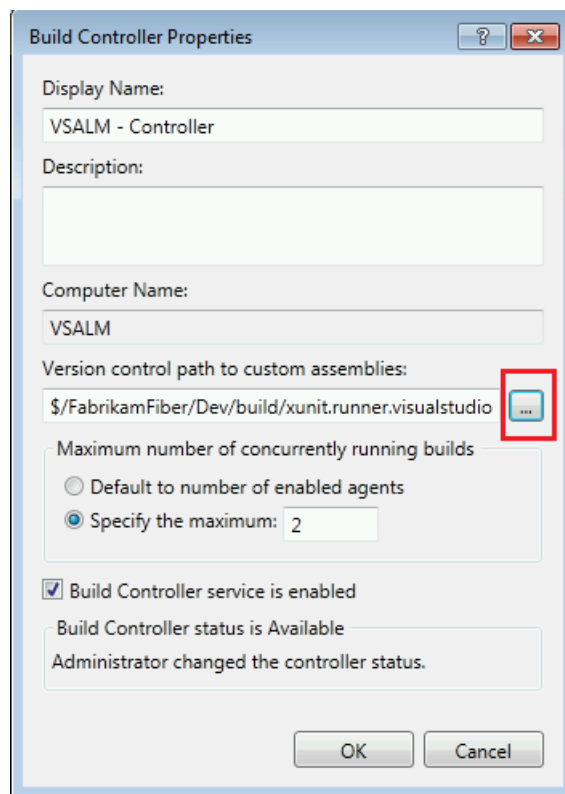 Build Controller Properties
?
Display Name:
VSALM - Controller
Description:
Computer Name:
VSALM
Version control path to custom assemblies:
$/FabrikamFiber/Dev/build/xunit.runner.visualstudio ...
Maximum number of concurrently running builds
Default to number of enabled agents
Specify the maximum: 2
Build Controller service is enabled
Build Controller status is Available
Administrator changed the controller status.
OK Cancel